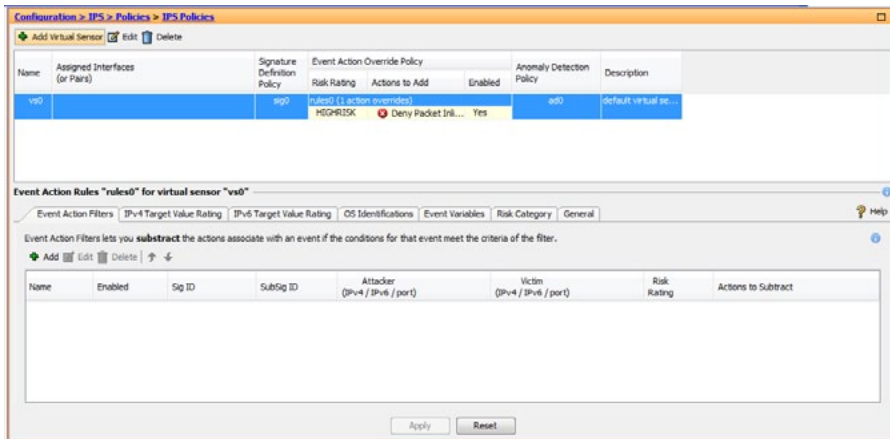 Configuration > IPS > Policies > IPS Policies
Add Virtual Sensor Edit Delete
Name
Assigned Interfaces
(or Pairs)
Signature
Definition
Policy
Event Action Override Policy
Risk Rating Actions to Add Enabled
Anomaly Detection
Policy
Description
vs0 sig0 rules0 (1 action overrides) ad0 default virtual se...
HIGHRISK Deny Packet Inli... Yes
Event Action Rules "rules0" for virtual sensor "vs0"
Event Action Filters IPv4 Target Value Rating IPv6 Target Value Rating OS Identifications Event Variables Risk Category General Help
Event Action Filters lets you substract the actions associate with an event if the conditions for that event meet the criteria of the filter.
Add Edit Delete
Name Enabled Sig ID SubSig ID
Attacker
(IPv4 / IPv6 / port)
Victim
(IPv4 / IPv6 / port)
Risk
Rating
Actions to Subtract
Apply Reset